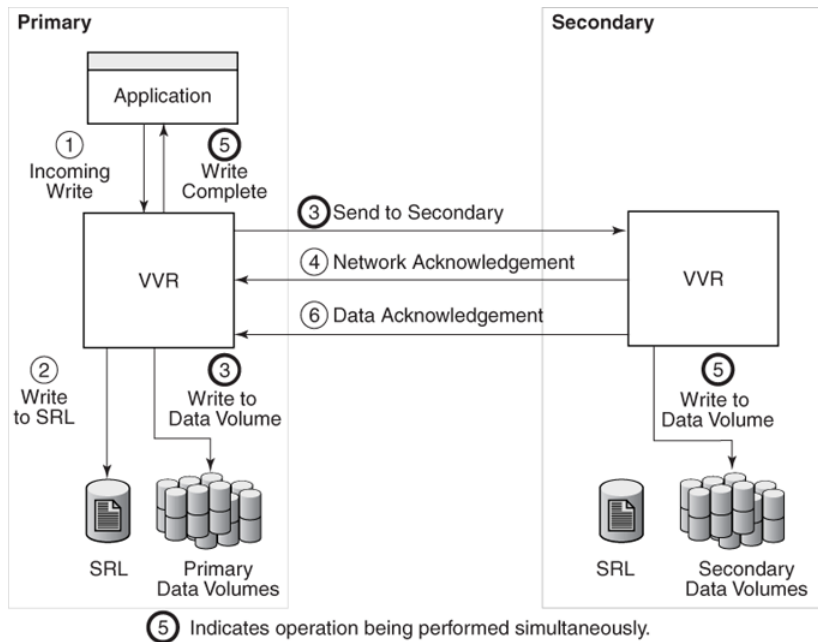 Primary
Secondary
Application
1
Incoming
Write
5
Write
Complete
3 Send to Secondary
4 Network Acknowledgement
6 Data Acknowledgement
VVR
VVR
2
Write
to SRL
3
Write to
Data Volume
5
Write to
Data Volume
SRL
Primary
Data Volumes
SRL
Secondary
Data Volumes
5 Indicates operation being performed simultaneously.